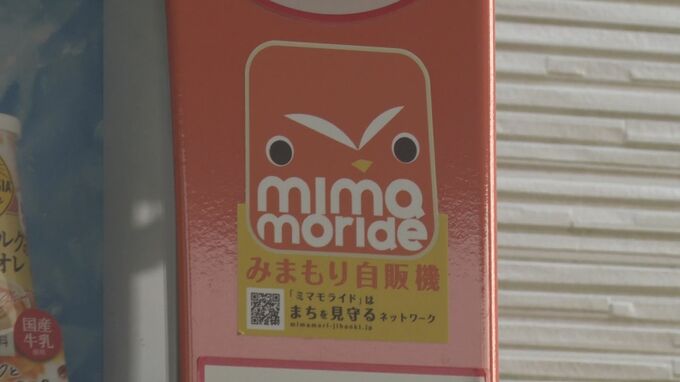 mima
moride
みまもり自販機
「ミマモライド」は
まちを見守るネットワーク
mimamori-jihanki.jp
国産
牛乳